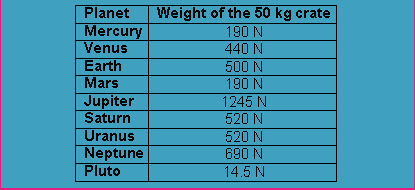 Planet Weight of the 50 kg crate
Mercury 190 N
Venus 440 N
Earth 500 N
Mars 190 N
Jupiter 1245 N
Saturn 520 N
Uranus 520 N
Neptune 690 N
Pluto 14.5 N